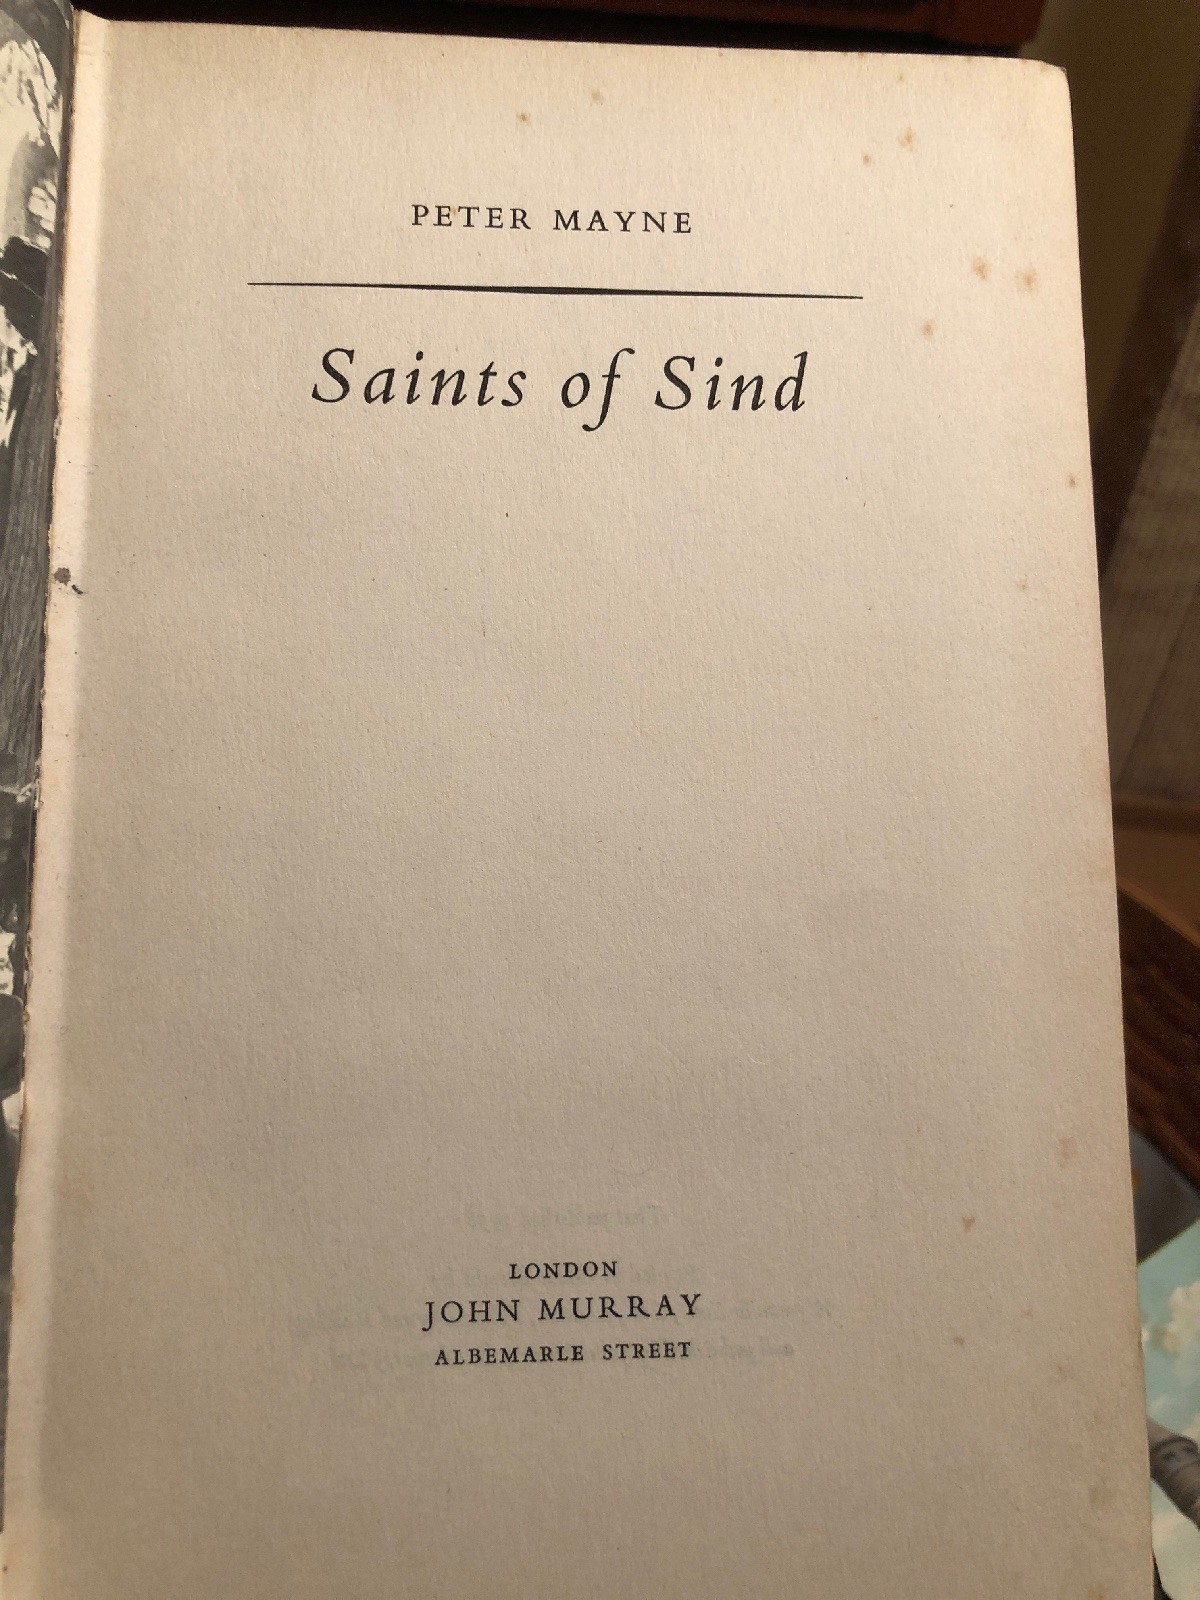 PETER MAYNE
Saints of Sind
LONDON
JOHN MURRAY
ALBEMARLE STREET